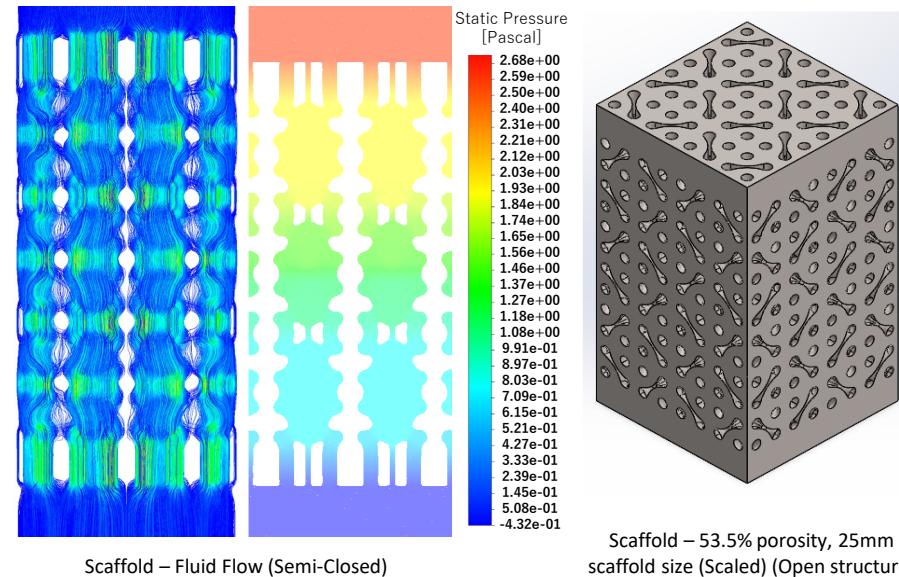 Static Pressure
[Pascal]
2.68e+00
2.59e+00
2.50e+00
2.40e+00
2.31e+00
2.21e+00
2.12e+00
2.02e+00
1.93e+00
1.84e+00
1.74e+00
1.65e+00
1.55e+00
1.46e+00
1.37e+00
1.27e+00
1.18e+00
1.08e+00
9.91e-01
8.97e-01
8.03e-01
7.09e-01
6.15e-01
5.21e-01
4.27e-01
3.33e-01
2.39e-01
1.45e-01
5.08e-01
-4.32e-01
Scaffold – Fluid Flow (Semi-Closed)
Scaffold – 53.5% porosity, 25mm
scaffold size (Scaled) (Open structur